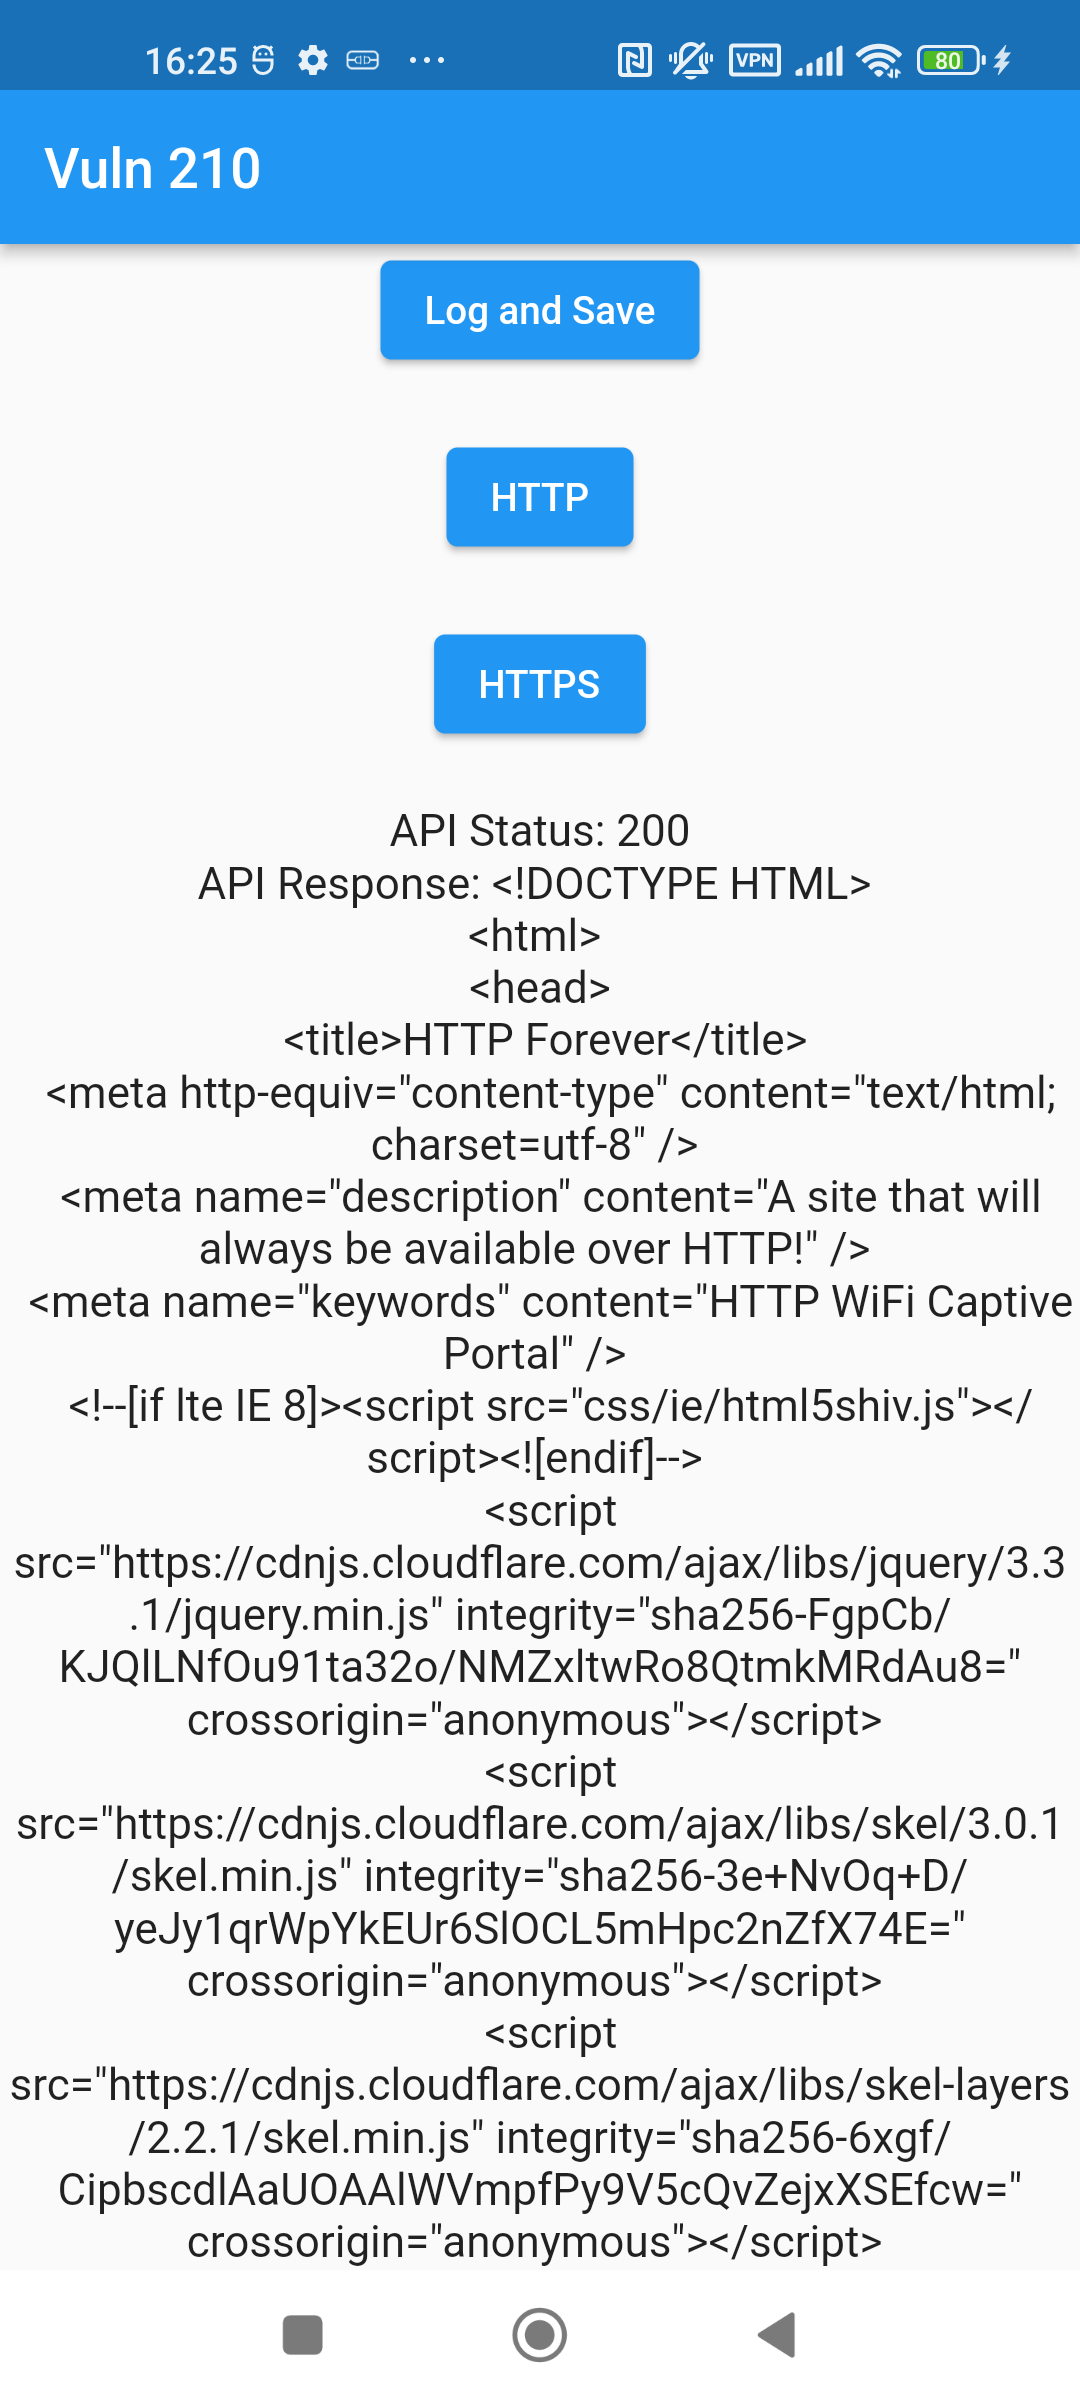 16:25
VPN
80
Vuln 210
Log and Save
HTTP
HTTPS
API Status: 200
API Response: <!DOCTYPE HTML>
<html>
<head>
<title>HTTP Forever</title>
<meta http-equiv="content-type" content="text/html;
charset=utf-8" />
<meta name="description" content="A site that will
always be available over HTTP!" />
<meta name="keywords" content="HTTP WiFi Captive
Portal" />
<!--[if lte IE 8]><script src="css/ie/html5shiv.js"></
script><![endif]-->
<script
src="https://cdnjs.cloudflare.com/ajax/libs/jquery/3.3
.1/jquery.min.js" integrity="sha256-FgpCb/
KJQlLNfOu91ta32o/NMZxltwRo8QtmkMRdAu8="
crossorigin="anonymous"></script>
<script
src="https://cdnjs.cloudflare.com/ajax/libs/skel/3.0.1
/skel.min.js" integrity="sha256-3e+NvOq+D/
yeJy1qrWpYkEUr6SlOCL5mHpc2nZfX74E="
crossorigin="anonymous"></script>
<script
src="https://cdnjs.cloudflare.com/ajax/libs/skel-layers
/2.2.1/skel.min.js" integrity="sha256-6xgf/
CipbscdlAaUOAAlWVmpfPy9V5cQvZejxXSEfcw="
crossorigin="anonymous"></script>